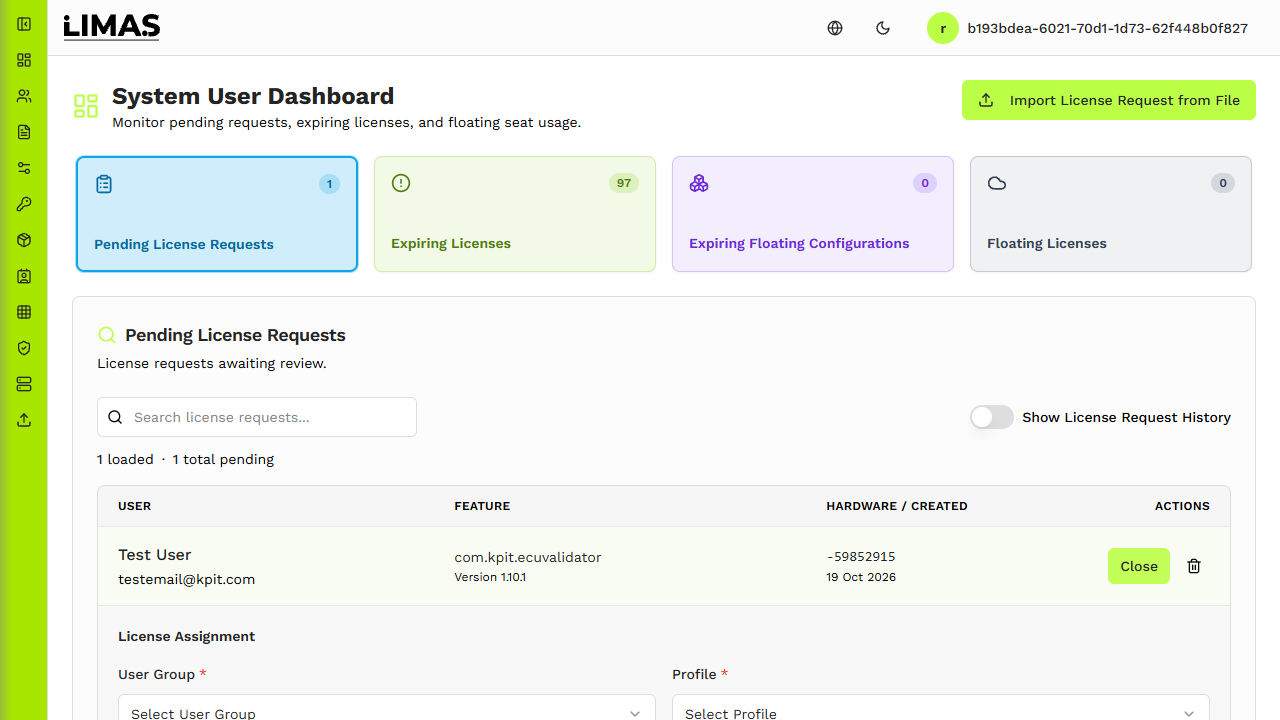 LIMAS
r
b193bdea-6021-70d1-1d73-62f448b0f827
System User Dashboard
Monitor pending requests, expiring licenses, and floating seat usage.
Import License Request from File
1
Pending License Requests
97
Expiring Licenses
0
Expiring Floating Configurations
0
Floating Licenses
Pending License Requests
License requests awaiting review.
Search license requests...
Show License Request History
1 loaded · 1 total pending
USER FEATURE HARDWARE / CREATED ACTIONS
Test User com.kpit.ecuvalidator -59852915 Close
testemail@kpit.com Version 1.10.1 19 Oct 2026
License Assignment
User Group * Profile *
Select User Group Select Profile